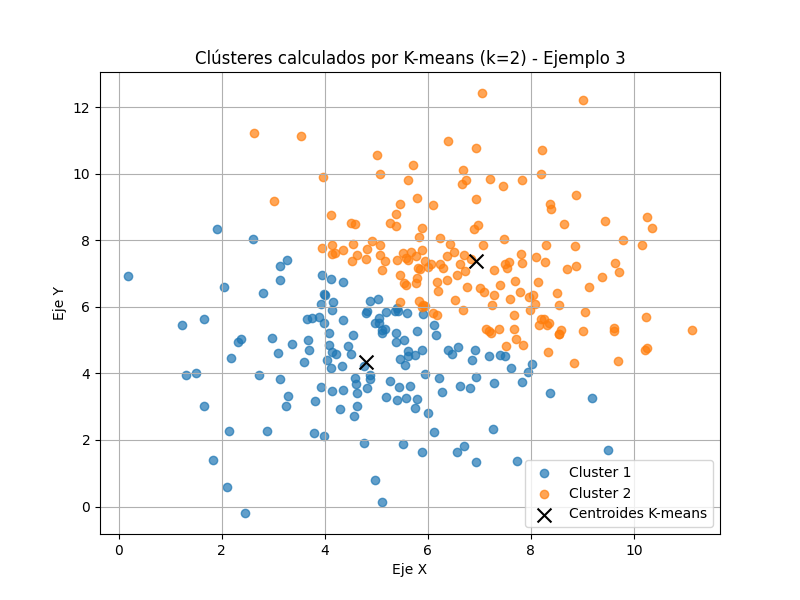 Clústeres calculados por K-means (k=2) - Ejemplo 3
Eje Y
12
10
8
6
4
2
0
0 2 4 6 8 10
Eje X
Cluster 1
Cluster 2
Centroides K-means